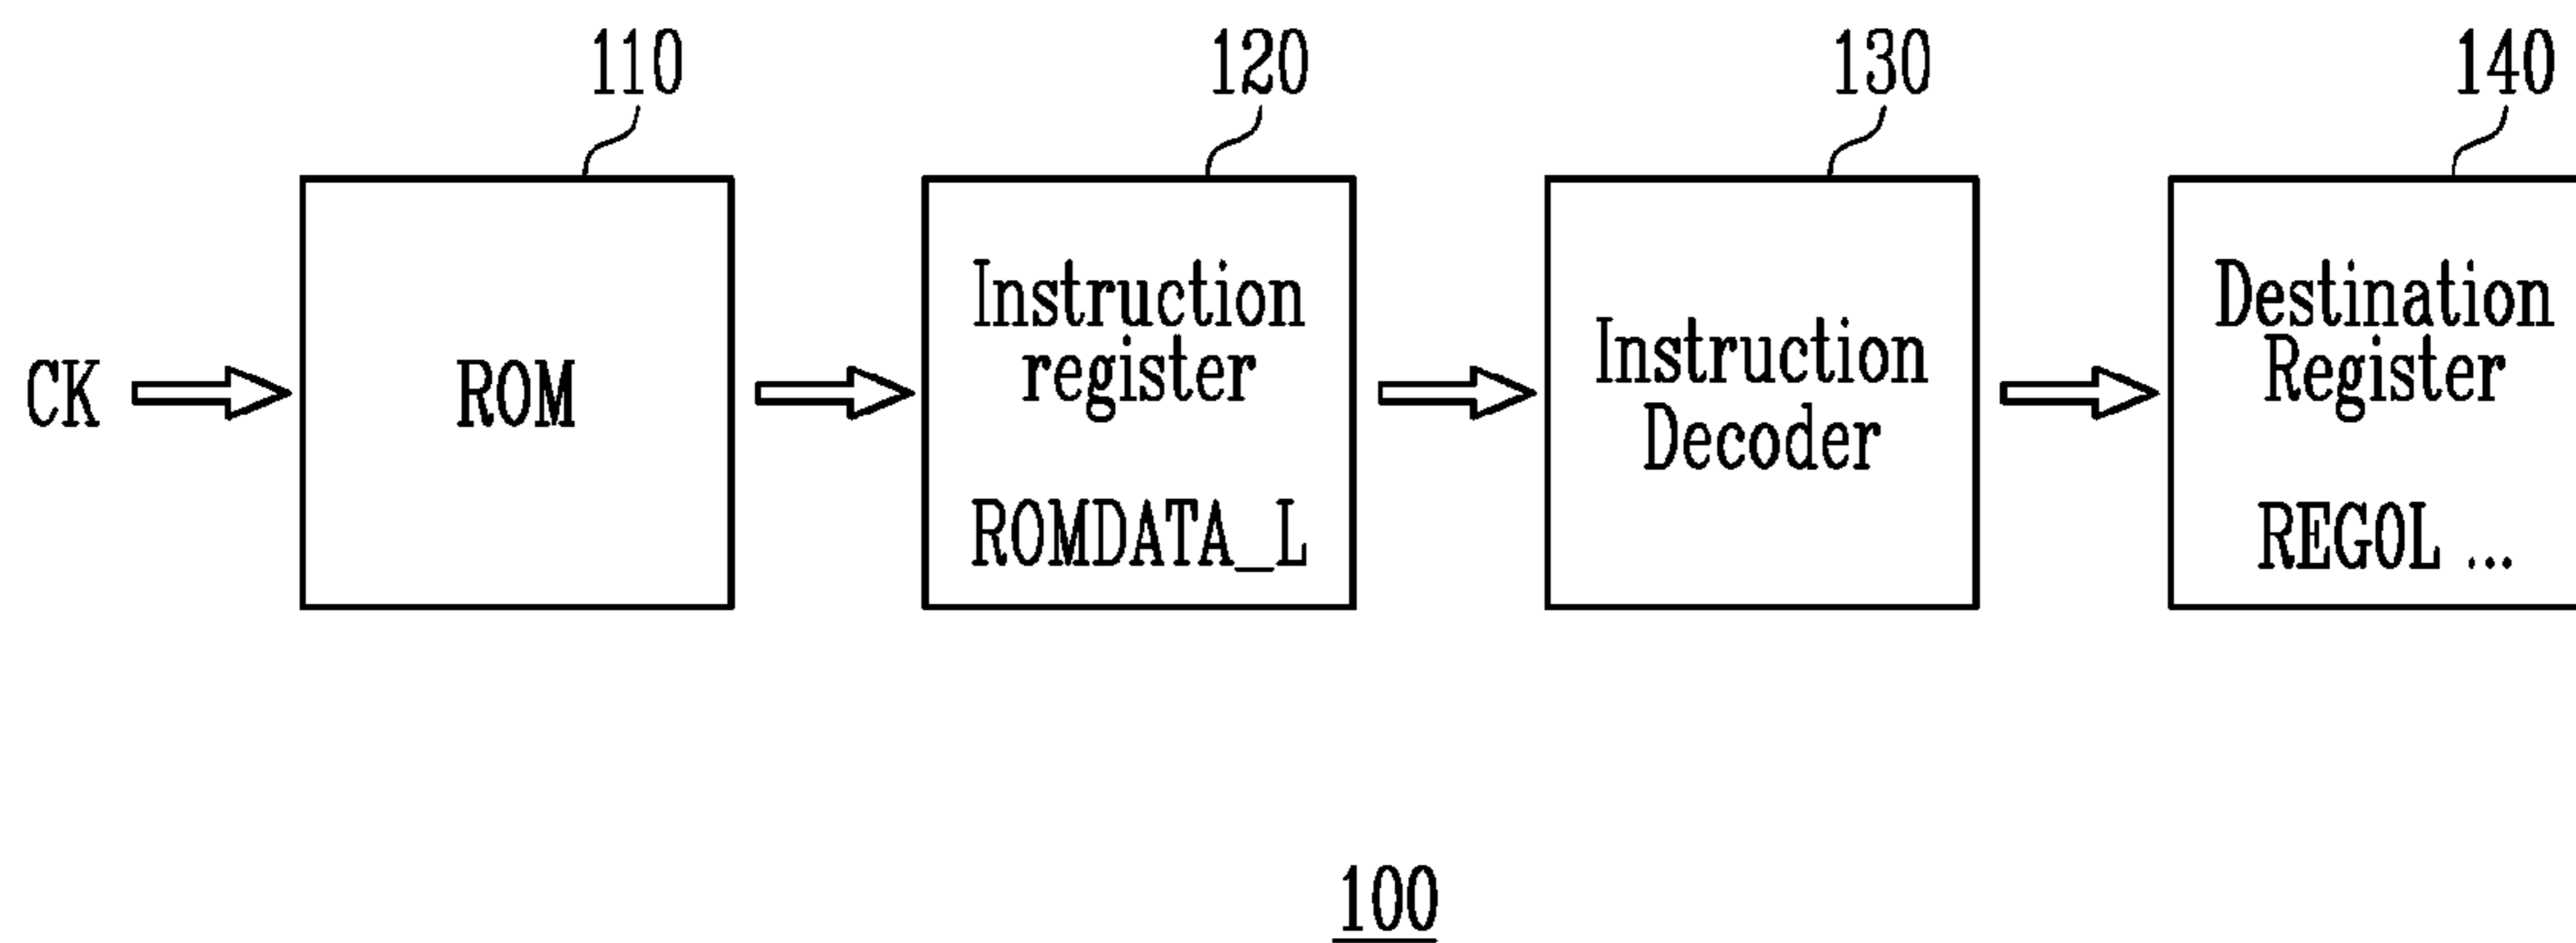 110
120
130
140
CK
ROM
Instruction
register
ROMDATA_L
Instruction
Decoder
Destination
Register
REGOL ...
100